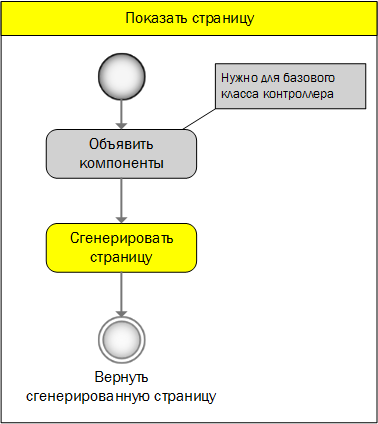 Показать страницу
Нужно для базового
класса контроллера
Объявить
компоненты
Сгенерировать
страницу
Вернуть
сгенерированную страницу